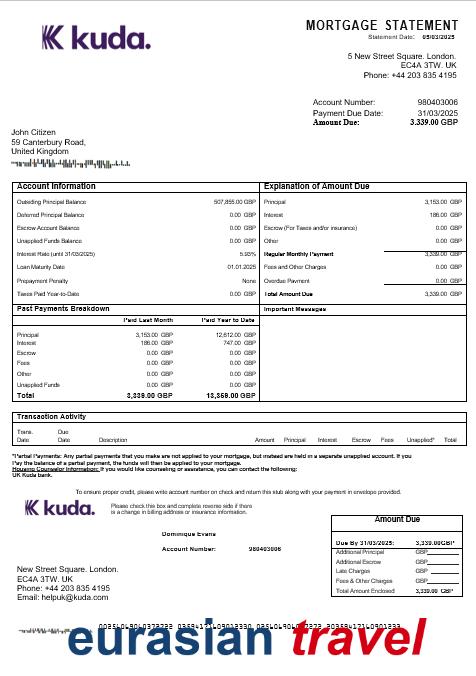 kuda.
MORTGAGE STATEMENT
Statement Date: 05/03/2025
5 New Street Square. London.
EC4A 3TW. UK
Phone: +44 203 835 4195
Account Number: 980403006
Payment Due Date: 31/03/2025
Amount Due: 3.339.00 GBP
John Citizen
59 Canterbury Road,
United Kingdom
Account Information
Outsding Principal Balance 507,855.00 GBP
Deferred Principal Balance 0.00 GBP
Escrow Account Balance 0.00 GBP
Unapplied Funds Balance 0.00 GBP
Interest Rate (until 31/03/2025) 5.93%
Loan Maturity Date 01.01.2025
Prepayment Penalty None
Taxes Paid Year-to-Date 0.00 GBP
Explanation of Amount Due
Principal 3,153.00 GBP
Interest 186.00 GBP
Escrow (For Taxes and/or insurance) 0.00 GBP
Other 0.00 GBP
Regular Monthly Payment 3,339.00 GBP
Fees and Other Charges 0.00 GBP
Overdue Payment 0.00 GBP
Total Amount Due 3,339.00 GBP
Past Payments Breakdown
Paid Last Month Paid Year to Date
Principal 3,153.00 GBP 12,612.00 GBP
Interest 186.00 GBP 747.00 GBP
Escrow 0.00 GBP 0.00 GBP
Fees 0.00 GBP 0.00 GBP
Other 0.00 GBP 0.00 GBP
Unapplied Funds 0.00 GBP 0.00 GBP
Total 3,339.00 GBP 13,359.00 GBP
Important Messages
Transaction Activity
Trans. Date Due Date Description Amount Principal Interest Escrow Fees Unapplied* Total
*Partial Payments: Any partial payments that you make are not applied to your mortgage, but instead are held in a separate unapplied account. If you
Pay the balance of a partial payment, the funds will then be applied to your mortgage.
Housing Counselor Information: If you would like counseling or assistance, you can contact the following:
UK Kuda bank.
To ensure proper credit, please write account number on check and return this stub along with your payment in envelope provided.
kuda.
Please check this box and complete reverse side if there
is a change in billing address or insurance information.
Dominique Evans
Account Number: 980403006
Amount Due
Due By 31/03/2025: 3,339.00GBP
Additional Principal GBP
Additional Escrow GBP
Late Charges GBP
Fees & Other Charges GBP
Total Amount Enclosed 3,339.00 GBP
New Street Square. London.
EC4A 3TW. UK
Phone: +44 203 835 4195
Email: helpuk@kuda.com
eurasian travel